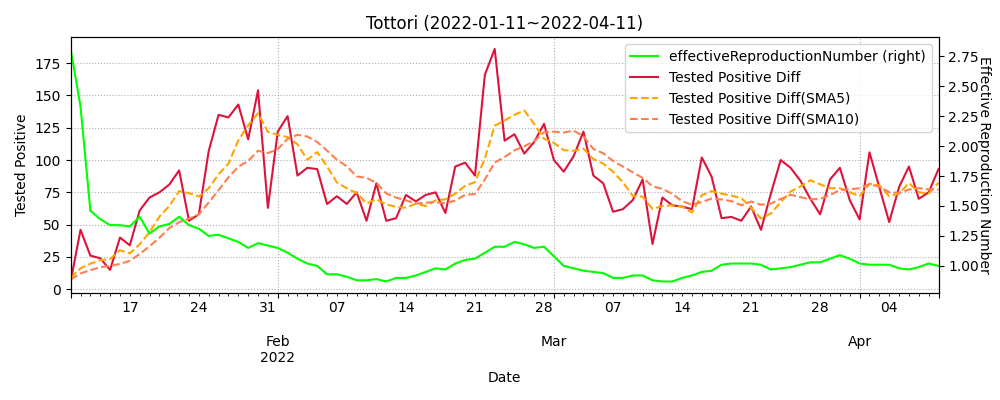 Tottori (2022-01-11~2022-04-11)
effectiveReproductionNumber (right)
Tested Positive Diff
Tested Positive Diff(SMA5)
Tested Positive Diff(SMA10)
Tested Positive
175
150
125
100
75
50
25
0
2.75
2.50
2.25
2.00
1.75
1.50
1.25
1.00
Effective Reproduction Number
17 24 31 07 14 21 28 07 14 21 28 04
Feb Mar Apr
2022
Date